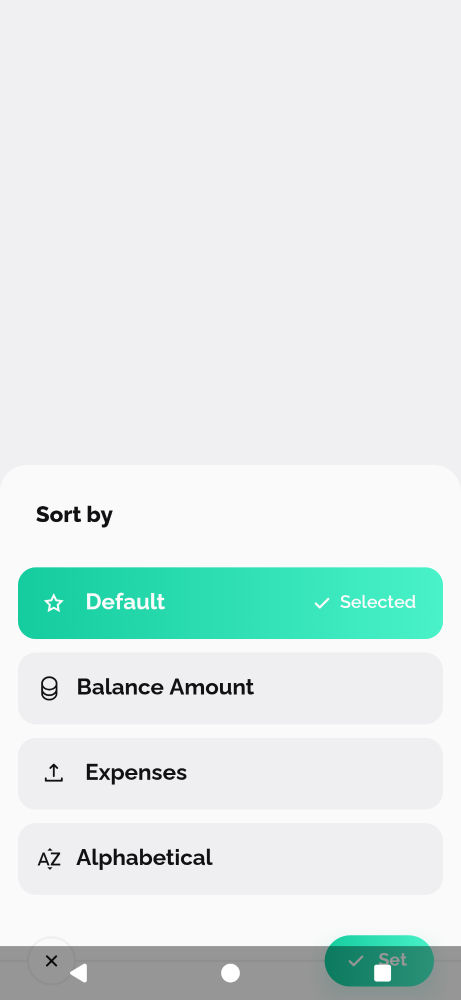 Sort by
Default
Selected
Balance Amount
Expenses
AZ
Alphabetical
Set